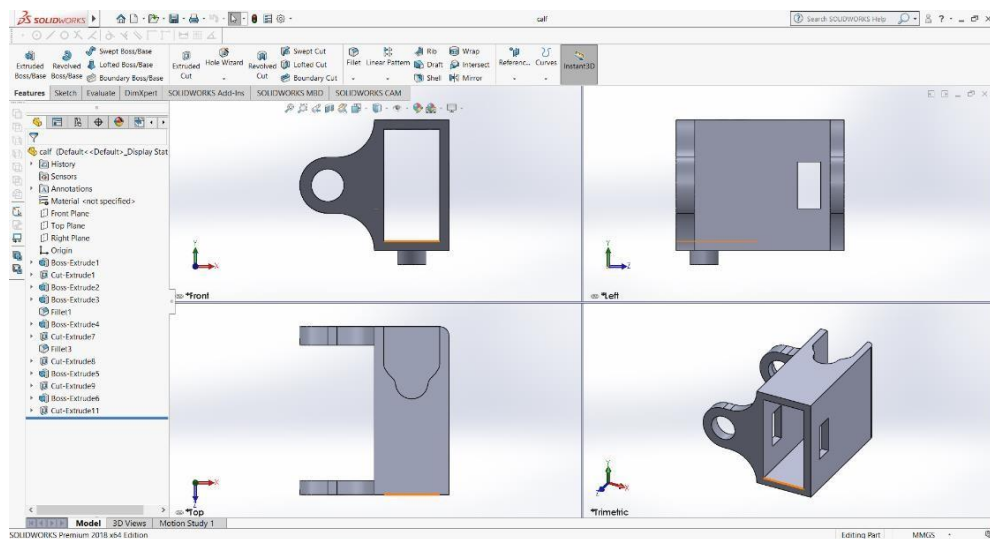 SOLIDWORKS
calf
Search SOLIDWORKS Help
Extruded Boss/Base
Revolved Boss/Base
Swept Boss/Base
Lofted Boss/Base
Boundary Boss/Base
Extruded Cut
Hole Wizard
Revolved Cut
Swept Cut
Lofted Cut
Boundary Cut
Fillet
Linear Pattern
Rib
Draft
Shell
Wrap
Intersect
Mirror
Referenc...
Curves
Instant3D
Features Sketch Evaluate DimXpert SOLIDWORKS Add-Ins SOLIDWORKS MBD SOLIDWORKS CAM
calf (Default<<Default>_Display Stat
History
Sensors
Annotations
Material <not specified>
Front Plane
Top Plane
Right Plane
Origin
Boss-Extrude1
Cut-Extrude1
Boss-Extrude2
Boss-Extrude3
Fillet1
Boss-Extrude4
Cut-Extrude7
Fillet3
Cut-Extrude8
Boss-Extrude5
Cut-Extrude9
Boss-Extrude6
Cut-Extrude11
Y
X
*Front
Y
Z
*Left
X
Z
*Top
Y
X
Z
*Trimetric
Model 3D Views Motion Study 1
SOLIDWORKS Premium 2018 x64 Edition
Editing Part MMGS